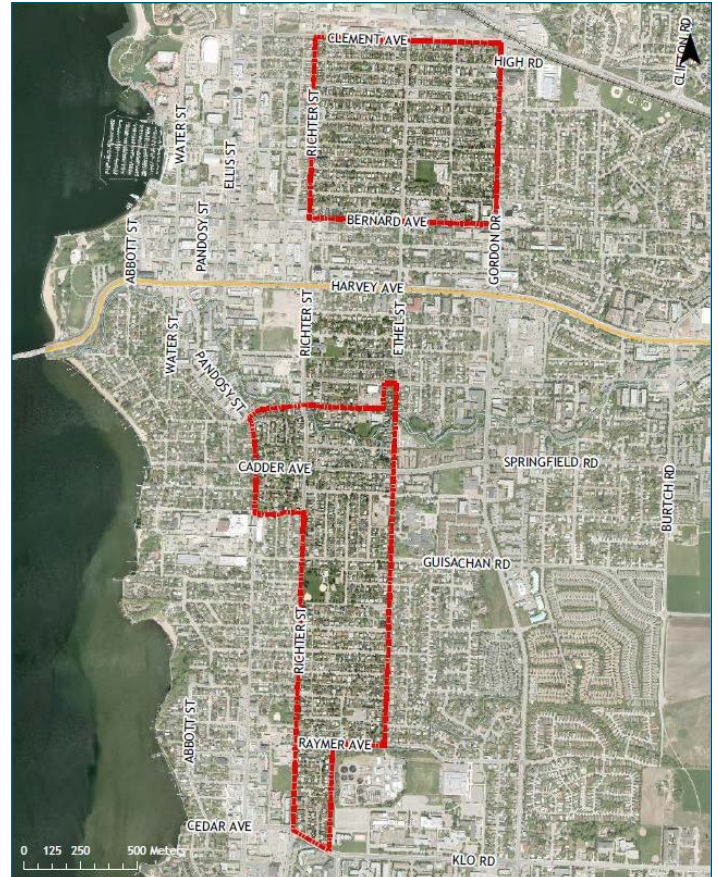 CLEMENT AVE
HIGH RD
CLIFTON RD
RICHTER ST
WATER ST
ELLIS ST
BERNARD AVE
PANDOSY ST
ABBOTT ST
GORDON DR
HARVEY AVE
RICHTER ST
ETHEL ST
WATER ST
PANDOSY ST
CADDER AVE
SPRINGFIELD RD
BURTCH RD
GUISACHAN RD
RICHTER ST
ABBOTT ST
RAYMER AVE
CEDAR AVE
KLO RD
0 125 250 500 Meters